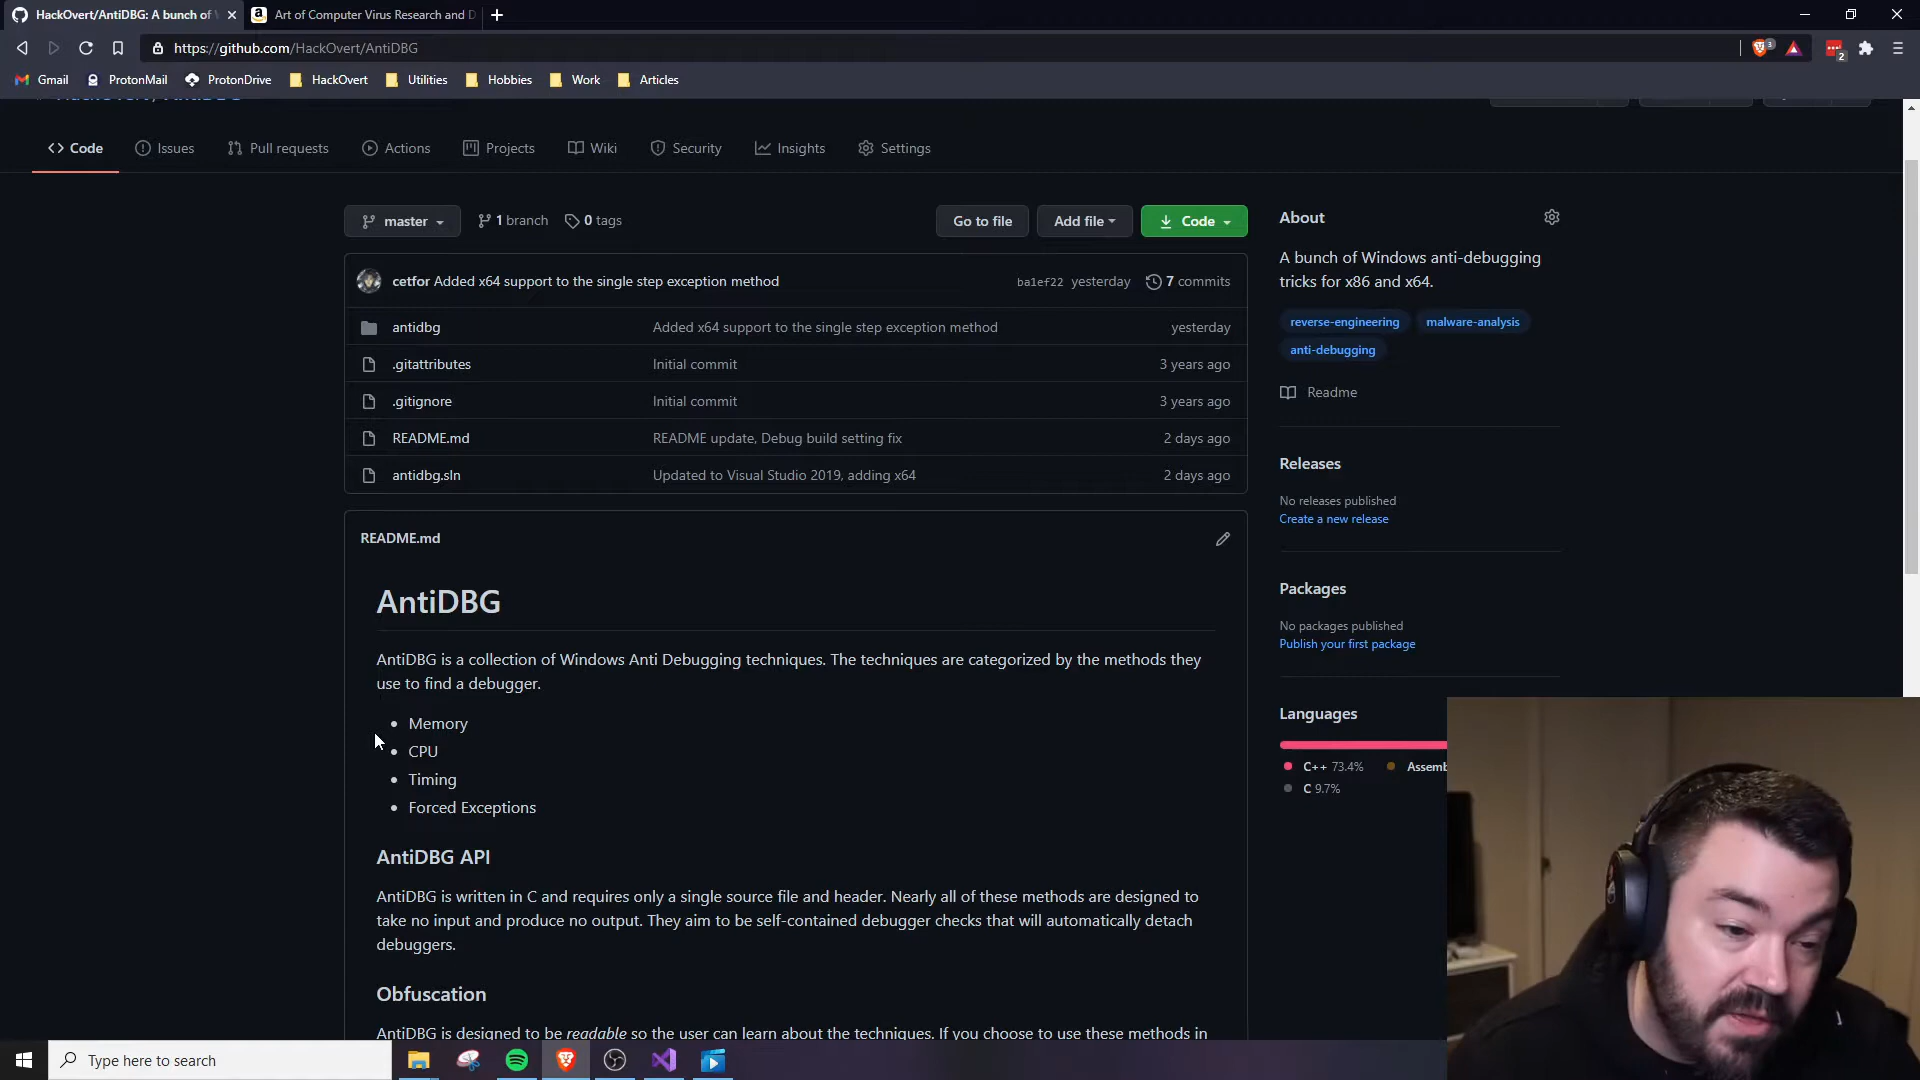 HackOvert/AntiDBG: A bunch of
Art of Computer Virus Research and D
https://github.com/HackOvert/AntiDBG
3
2
Gmail
ProtonMail
ProtonDrive
HackOvert
Utilities
Hobbies
Work
Articles
Code
Issues
Pull requests
Actions
Projects
Wiki
Security
Insights
Settings
master
1 branch
0 tags
Go to file
Add file
Code
cetfor Added x64 support to the single step exception method
ba1ef22 yesterday
7 commits
antidbg Added x64 support to the single step exception method yesterday
.gitattributes Initial commit 3 years ago
.gitignore Initial commit 3 years ago
README.md README update, Debug build setting fix 2 days ago
antidbg.sln Updated to Visual Studio 2019, adding x64 2 days ago
README.md
AntiDBG
AntiDBG is a collection of Windows Anti Debugging techniques. The techniques are categorized by the methods they
use to find a debugger.
• Memory
• CPU
• Timing
• Forced Exceptions
AntiDBG API
AntiDBG is written in C and requires only a single source file and header. Nearly all of these methods are designed to
take no input and produce no output. They aim to be self-contained debugger checks that will automatically detach
debuggers.
Obfuscation
AntiDBG is designed to be readable so the user can learn about the techniques. If you choose to use these methods in
About
A bunch of Windows anti-debugging
tricks for x86 and x64.
reverse-engineering
malware-analysis
anti-debugging
Readme
Releases
No releases published
Create a new release
Packages
No packages published
Publish your first package
Languages
C++ 73.4%
Assemb
C 9.7%
Type here to search